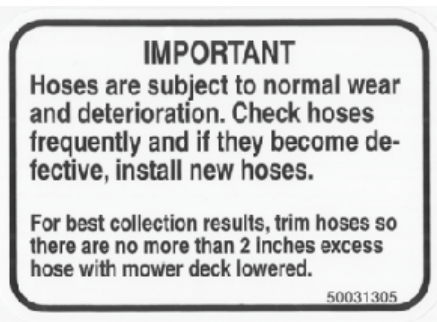 IMPORTANT
Hoses are subject to normal wear
and deterioration. Check hoses
frequently and if they become de-
fective, install new hoses.
For best collection results, trim hoses so
there are no more than 2 inches excess
hose with mower deck lowered.
50031305